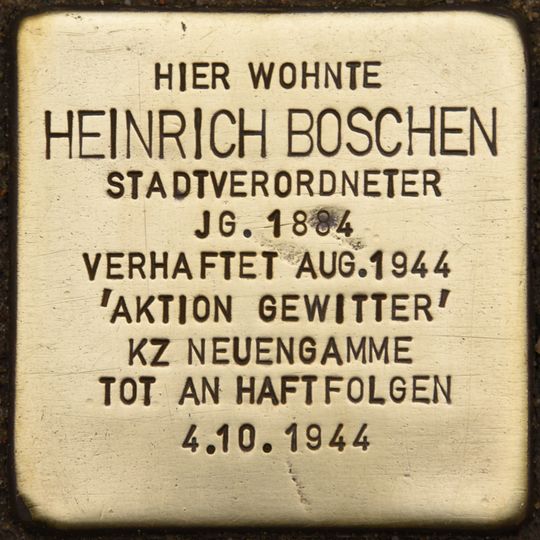 HIER WOHNTE
HEINRICH BOSCHEN
STADTVERORDNETER
JG. 1884
VERHAFTET AUG.1944
'AKTION GEWITTER'
KZ NEUENGAMME
TOT AN HAFTFOLGEN
4.10.1944